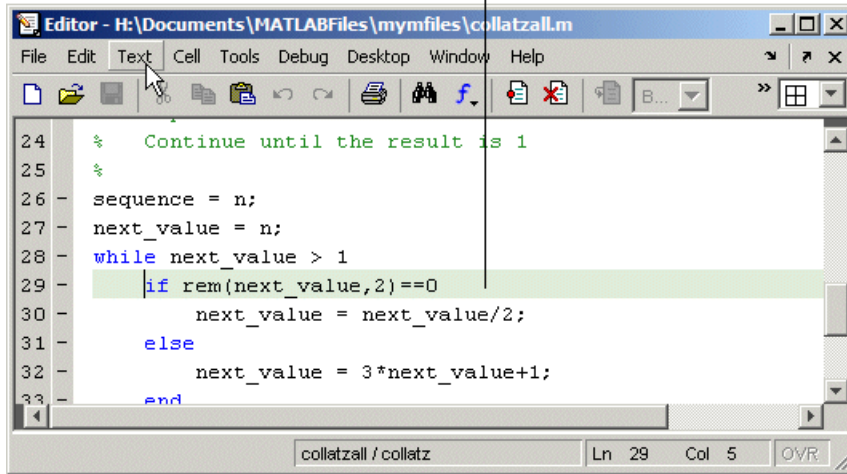 Editor - H:\Documents\MATLABFiles\mymfiles\collatzall.m
File Edit Text Cell Tools Debug Desktop Window Help
B...
24 % Continue until the result is 1
25 %
26 - sequence = n;
27 - next_value = n;
28 - while next_value > 1
29 - if rem(next_value,2)==0
30 - next_value = next_value/2;
31 - else
32 - next_value = 3*next_value+1;
33 - end
collatzall / collatz Ln 29 Col 5 OVR